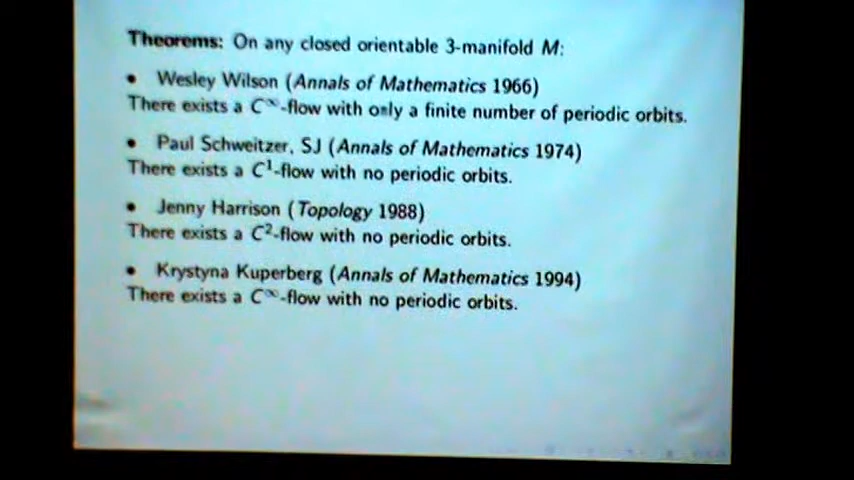 Theorems: On any closed orientable 3-manifold M:
• Wesley Wilson (Annals of Mathematics 1966)
There exists a C∞-flow with only a finite number of periodic orbits.
• Paul Schweitzer, SJ (Annals of Mathematics 1974)
There exists a C¹-flow with no periodic orbits.
• Jenny Harrison (Topology 1988)
There exists a C²-flow with no periodic orbits.
• Krystyna Kuperberg (Annals of Mathematics 1994)
There exists a C∞-flow with no periodic orbits.